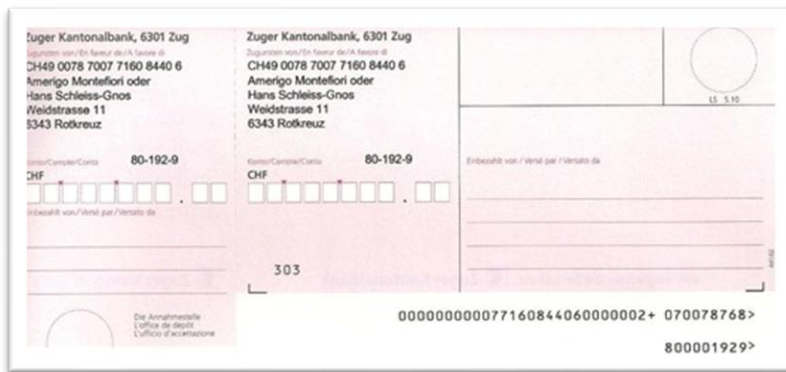 Zuger Kantonalbank, 6301 Zug
Zugunsten von/En faveur de/A favore di
CH49 0078 7007 7160 8440 6
Amerigo Montefiori oder
Hans Schleiss-Gnos
Weidstrasse 11
6343 Rotkreuz
Konto/Compte/Conto 80-192-9
CHF
Einbezahlt von/Versé par/Versato da
Die Annahmestelle
L'office de dépôt
L'ufficio d'accettazione
Zuger Kantonalbank, 6301 Zug
Zugunsten von/En faveur de/A favore di
CH49 0078 7007 7160 8440 6
Amerigo Montefiori oder
Hans Schleiss-Gnos
Weidstrasse 11
6343 Rotkreuz
Konto/Compte/Conto 80-192-9
CHF
303
LS 5.10
Einbezahlt von/Versé par/Versato da
441.02
000000000077160844060000002+ 070078768>
800001929>